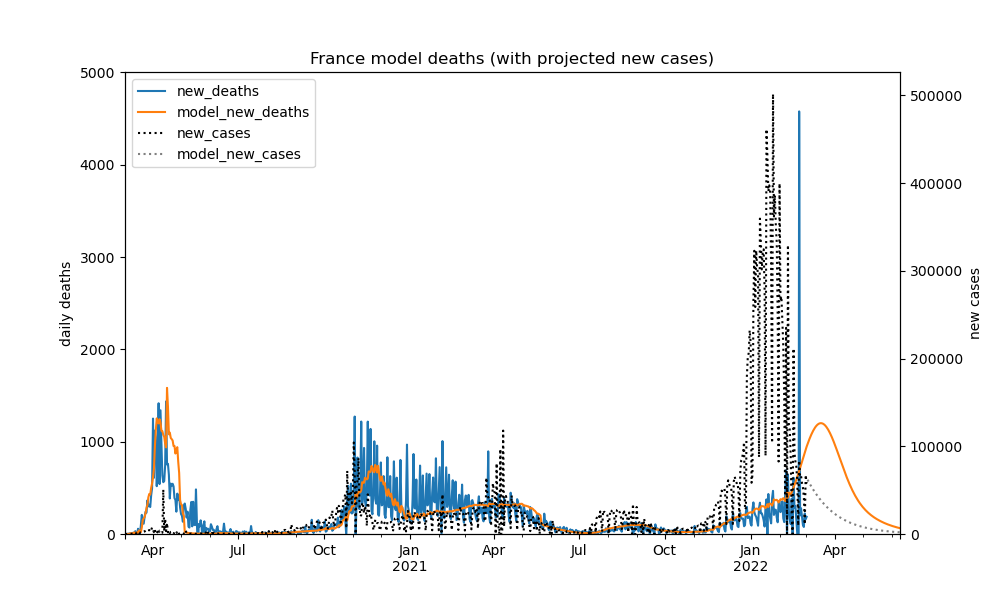 France model deaths (with projected new cases)
new_deaths
model_new_deaths
new_cases
model_new_cases
5000
4000
3000
2000
1000
0
daily deaths
500000
400000
300000
200000
100000
0
new cases
Apr Jul Oct Jan Apr Jul Oct Jan Apr
2021 2022